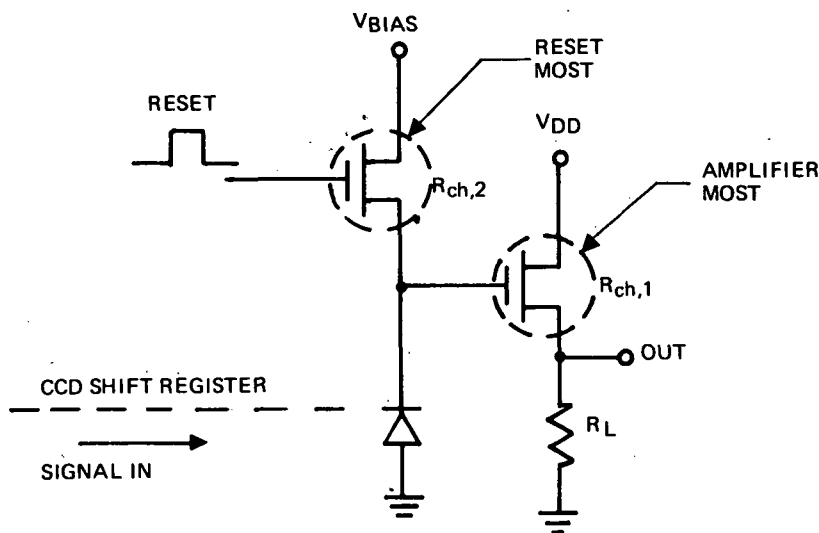 VBIAS
RESET
MOST
RESET
VDD
AMPLIFIER
MOST
Rch,2
Rch,1
OUT
CCD SHIFT REGISTER
RL
SIGNAL IN